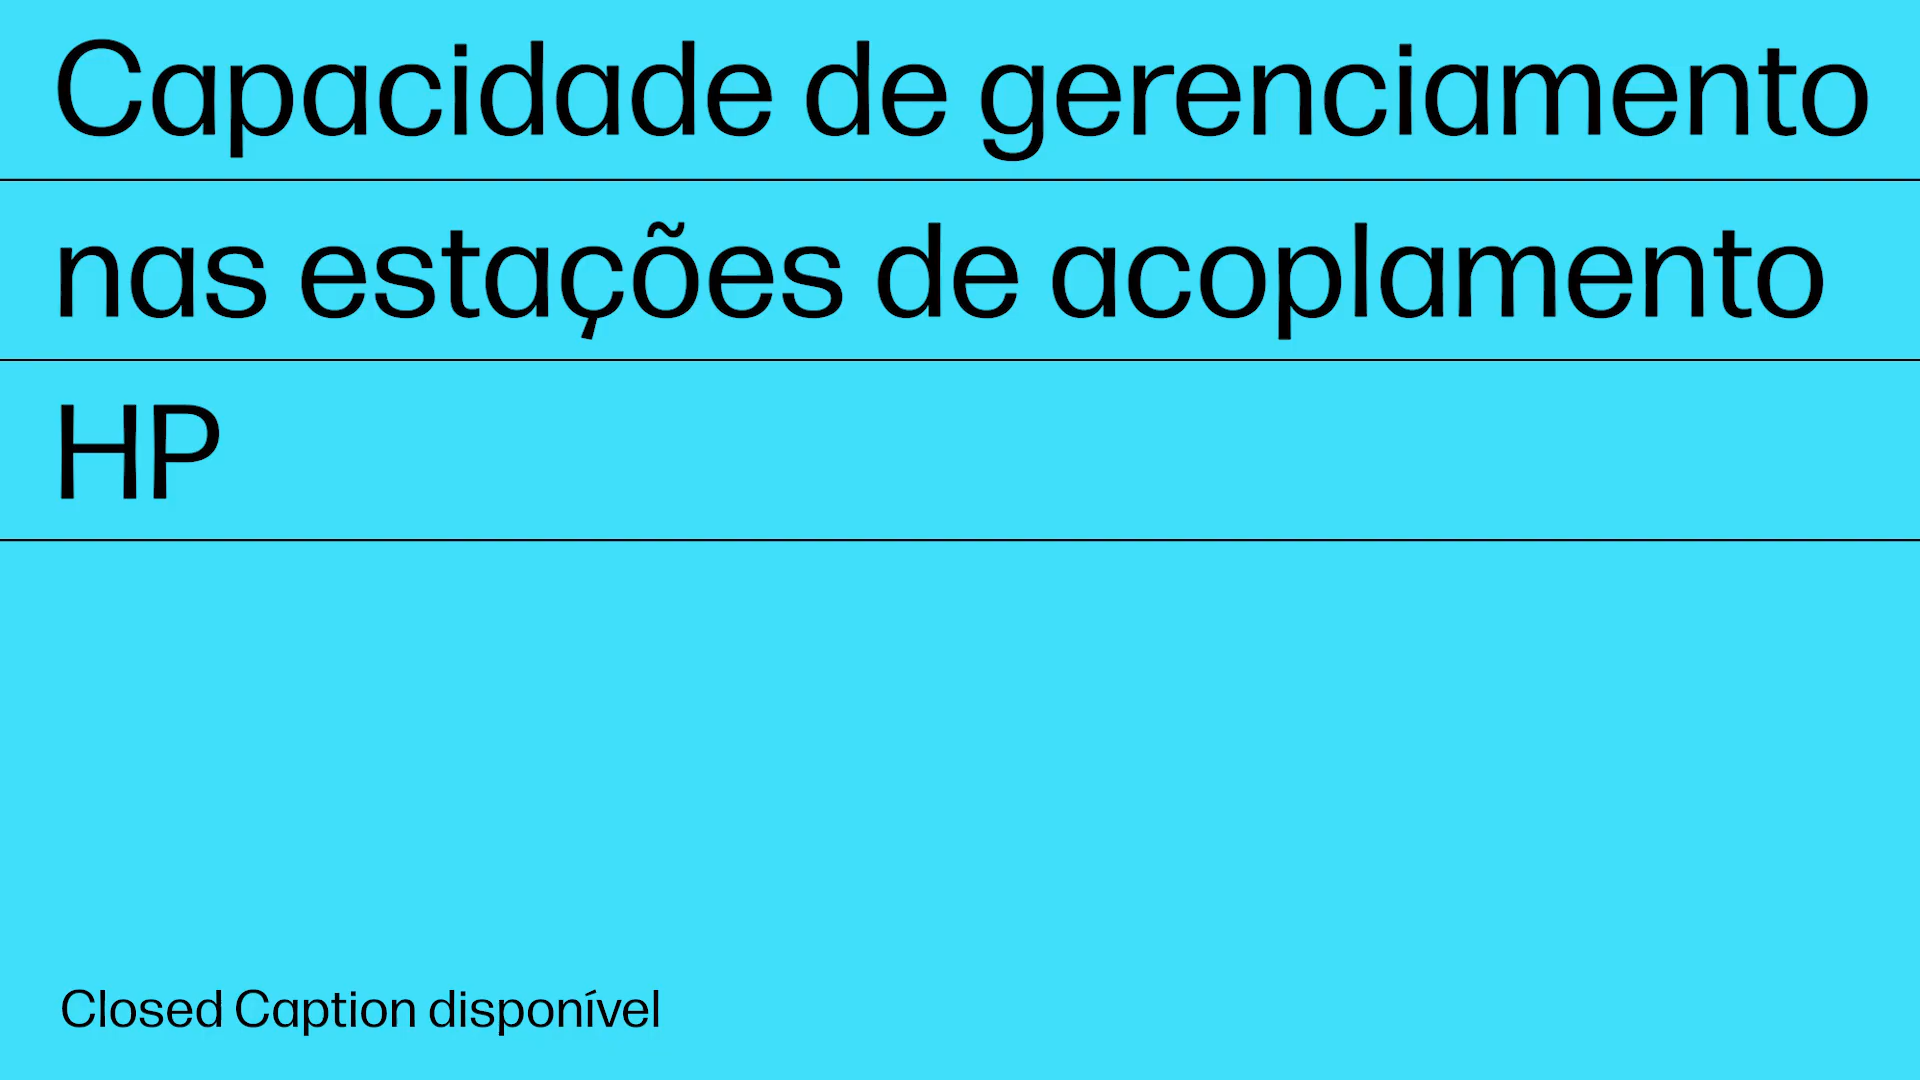 Capacidade de gerenciamento
nas estações de acoplamento
HP
Closed Caption disponível